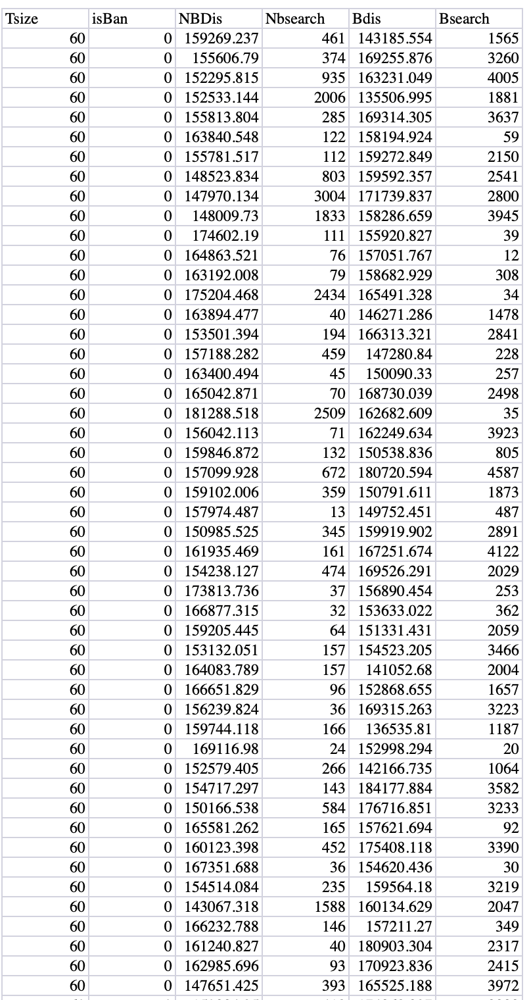 Tsize isBan NBDis Nbsearch Bdis Bsearch
60 0 159269.237 461 143185.554 1565
60 0 155606.79 374 169255.876 3260
60 0 152295.815 935 163231.049 4005
60 0 152533.144 2006 135506.995 1881
60 0 155813.804 285 169314.305 3637
60 0 163840.548 122 158194.924 59
60 0 155781.517 112 159272.849 2150
60 0 148523.834 803 159592.357 2541
60 0 147970.134 3004 171739.837 2800
60 0 148009.73 1833 158286.659 3945
60 0 174602.19 111 155920.827 39
60 0 164863.521 76 157051.767 12
60 0 163192.008 79 158682.929 308
60 0 175204.468 2434 165491.328 34
60 0 163894.477 40 146271.286 1478
60 0 153501.394 194 166313.321 2841
60 0 157188.282 459 147280.84 228
60 0 163400.494 45 150090.33 257
60 0 165042.871 70 168730.039 2498
60 0 181288.518 2509 162682.609 35
60 0 156042.113 71 162249.634 3923
60 0 159846.872 132 150538.836 805
60 0 157099.928 672 180720.594 4587
60 0 159102.006 359 150791.611 1873
60 0 157974.487 13 149752.451 487
60 0 150985.525 345 159919.902 2891
60 0 161935.469 161 167251.674 4122
60 0 154238.127 474 169526.291 2029
60 0 173813.736 37 156890.454 253
60 0 166877.315 32 153633.022 362
60 0 159205.445 64 151331.431 2059
60 0 153132.051 157 154523.205 3466
60 0 164083.789 157 141052.68 2004
60 0 166651.829 96 152868.655 1657
60 0 156239.824 36 169315.263 3223
60 0 159744.118 166 136535.81 1187
60 0 169116.98 24 152998.294 20
60 0 152579.405 266 142166.735 1064
60 0 154717.297 143 184177.884 3582
60 0 150166.538 584 176716.851 3233
60 0 165581.262 165 157621.694 92
60 0 160123.398 452 175408.118 3390
60 0 167351.688 36 154620.436 30
60 0 154514.084 235 159564.18 3219
60 0 143067.318 1588 160134.629 2047
60 0 166232.788 146 157211.27 349
60 0 161240.827 40 180903.304 2317
60 0 162985.696 93 170923.836 2415
60 0 147651.425 393 165525.188 3972